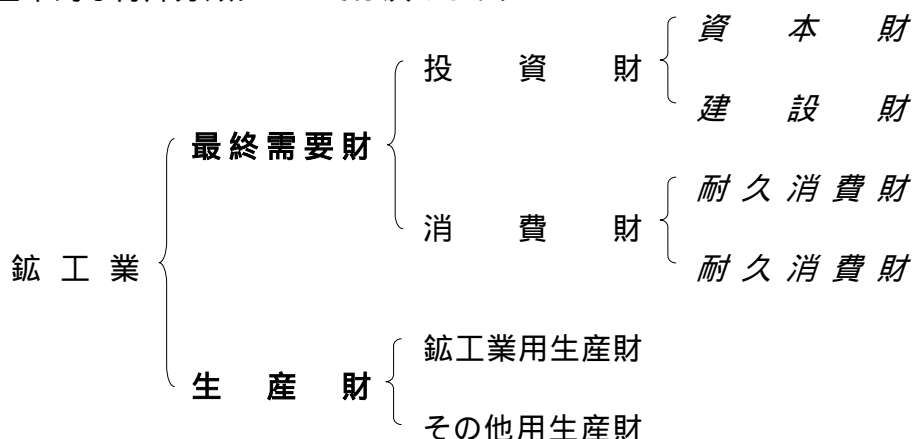 資本財
投資財
建設財
最終需要財
耐久消費財
消費財
耐久消費財
鉱工業
鉱工業用生産財
生産財
その他用生産財